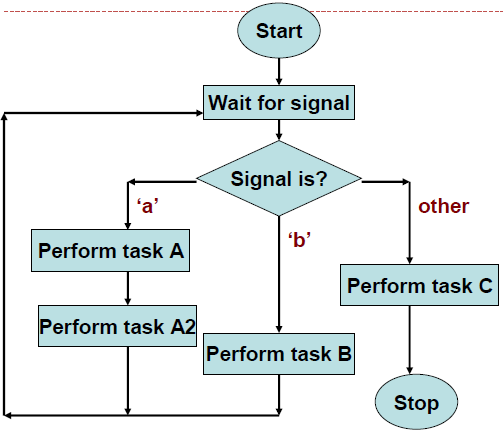 Start
Wait for signal
Signal is?
‘a’
‘b’
other
Perform task A
Perform task C
Perform task A2
Perform task B
Stop